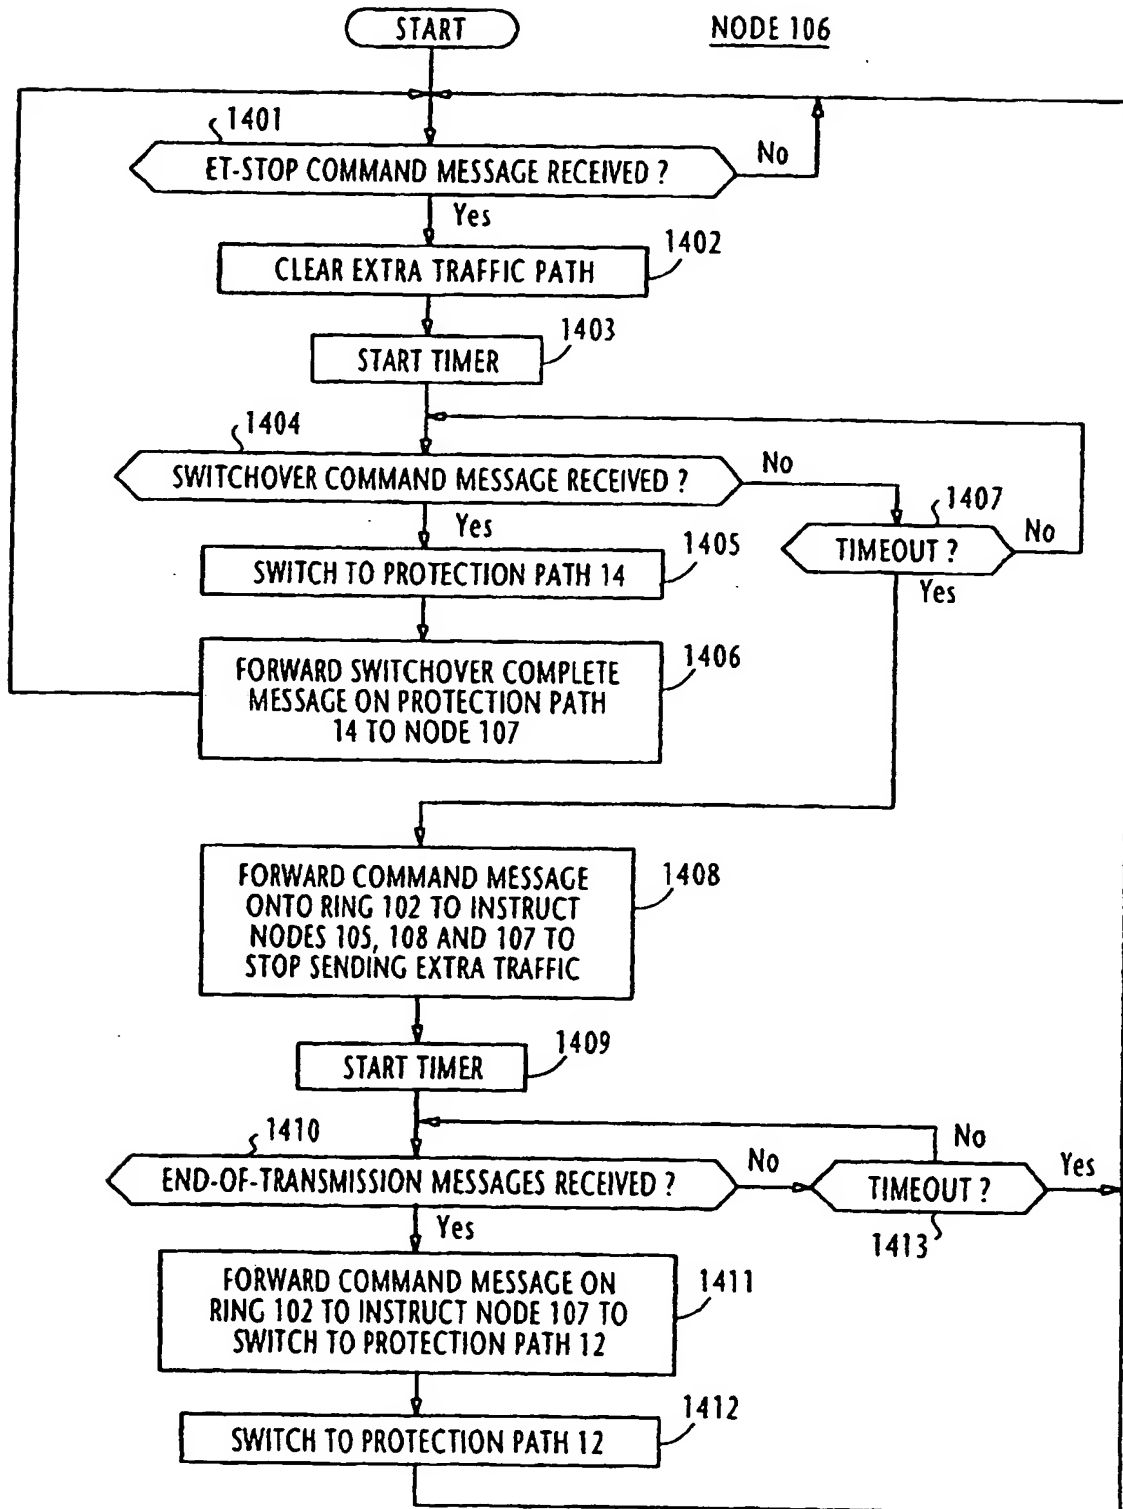 START
NODE 106
1401
ET-STOP COMMAND MESSAGE RECEIVED ?
No
Yes
1402
CLEAR EXTRA TRAFFIC PATH
1403
START TIMER
1404
SWITCHOVER COMMAND MESSAGE RECEIVED ?
No
1407
TIMEOUT ?
No
Yes
Yes
1405
SWITCH TO PROTECTION PATH 14
1406
FORWARD SWITCHOVER COMPLETE
MESSAGE ON PROTECTION PATH
14 TO NODE 107
1408
FORWARD COMMAND MESSAGE
ONTO RING 102 TO INSTRUCT
NODES 105, 108 AND 107 TO
STOP SENDING EXTRA TRAFFIC
1409
START TIMER
1410
END-OF-TRANSMISSION MESSAGES RECEIVED ?
No
No
TIMEOUT ?
Yes
1413
Yes
1411
FORWARD COMMAND MESSAGE ON
RING 102 TO INSTRUCT NODE 107 TO
SWITCH TO PROTECTION PATH 12
1412
SWITCH TO PROTECTION PATH 12